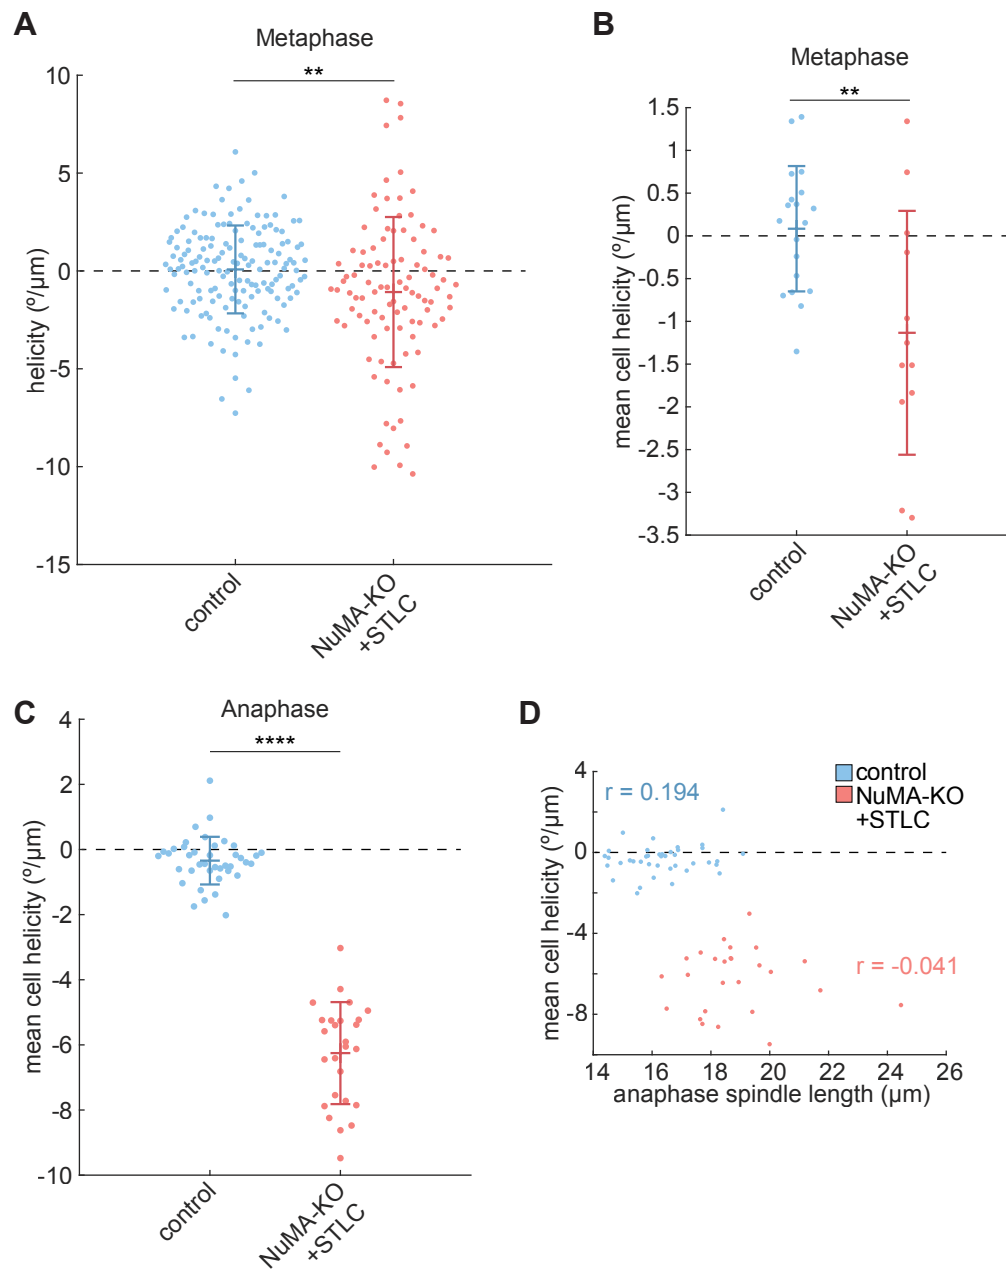 A
Metaphase
**
helicity (º/µm)
10
5
0
-5
-10
-15
control
NuMA-KO
+STLC
B
Metaphase
**
mean cell helicity (º/µm)
1.5
1
0.5
0
-0.5
-1
-1.5
-2
-2.5
-3
-3.5
control
NuMA-KO
+STLC
C
Anaphase
****
mean cell helicity (º/µm)
4
2
0
-2
-4
-6
-8
-10
control
NuMA-KO
+STLC
D
control
NuMA-KO
+STLC
r = 0.194
r = -0.041
mean cell helicity (º/µm)
4
0
-4
-8
14 16 18 20 22 24 26
anaphase spindle length (µm)